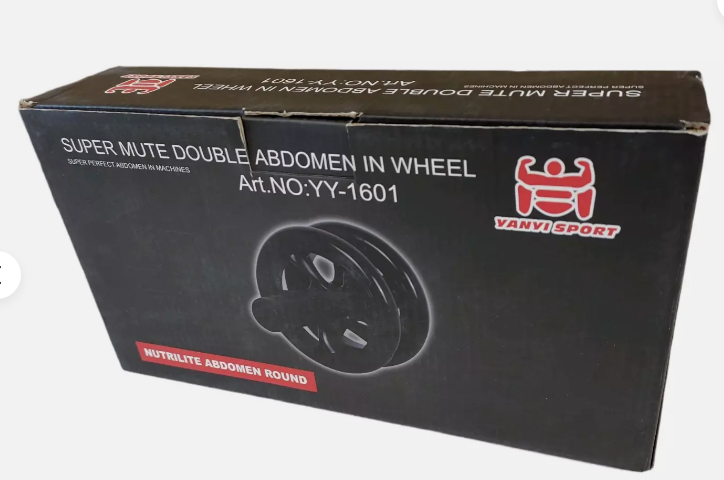 SUPER MUTE DOUBLE ABDOMEN IN WHEEL
Art.NO:YY-1601
SUPER PERFECT ABDOMEN IN MACHINES
SUPER MUTE DOUBLE ABDOMEN IN WHEEL
SUPER PERFECT ABDOMEN IN MACHINES
Art.NO:YY-1601
YANYI SPORT
NUTRILITE ABDOMEN ROUND